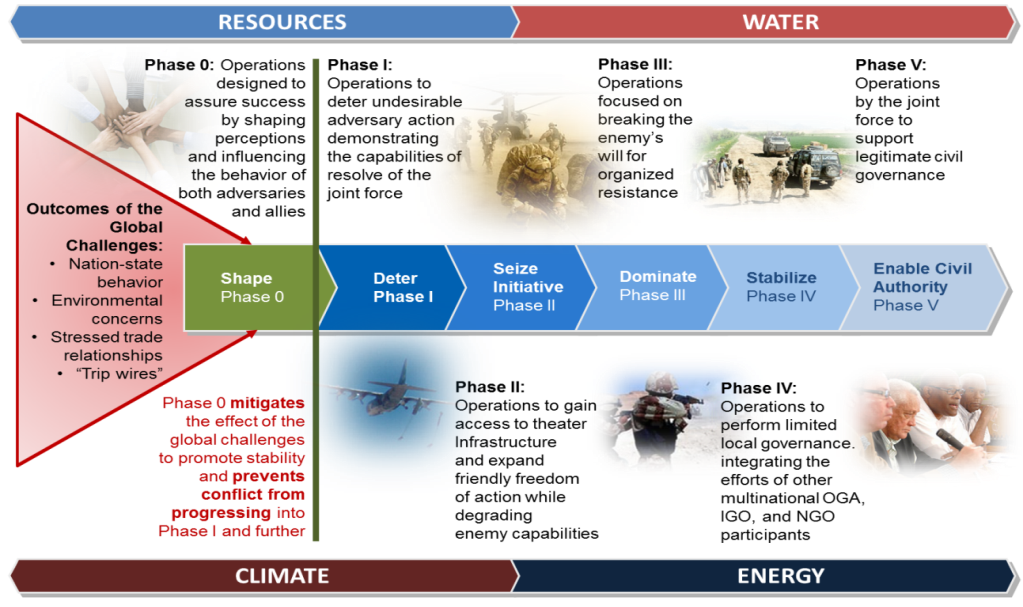 RESOURCES
WATER
Phase 0: Operations
designed to
assure success
by shaping
perceptions
and influencing
the behavior of
both adversaries
and allies
Phase I:
Operations to
deter undesirable
adversary action
demonstrating
the capabilities of
resolve of the
joint force
Phase III:
Operations
focused on
breaking the
enemy's
will for
organized
resistance
Phase V:
Operations
by the joint
force to
support
legitimate civil
governance
Outcomes of the
Global
Challenges:
• Nation-state
behavior
• Environmental
concerns
• Stressed trade
relationships
• “Trip wires”
Shape
Phase 0
Deter
Phase I
Seize
Initiative
Phase II
Dominate
Phase III
Stabilize
Phase IV
Enable Civil
Authority
Phase V
Phase 0 mitigates
the effect of the
global challenges
to promote stability
and prevents
conflict from
progressing into
Phase I and further
Phase II:
Operations to gain
access to theater
Infrastructure
and expand
friendly freedom
of action while
degrading
enemy capabilities
Phase IV:
Operations to
perform limited
local governance.
integrating the
efforts of other
multinational OGA,
IGO, and NGO
participants
CLIMATE
ENERGY